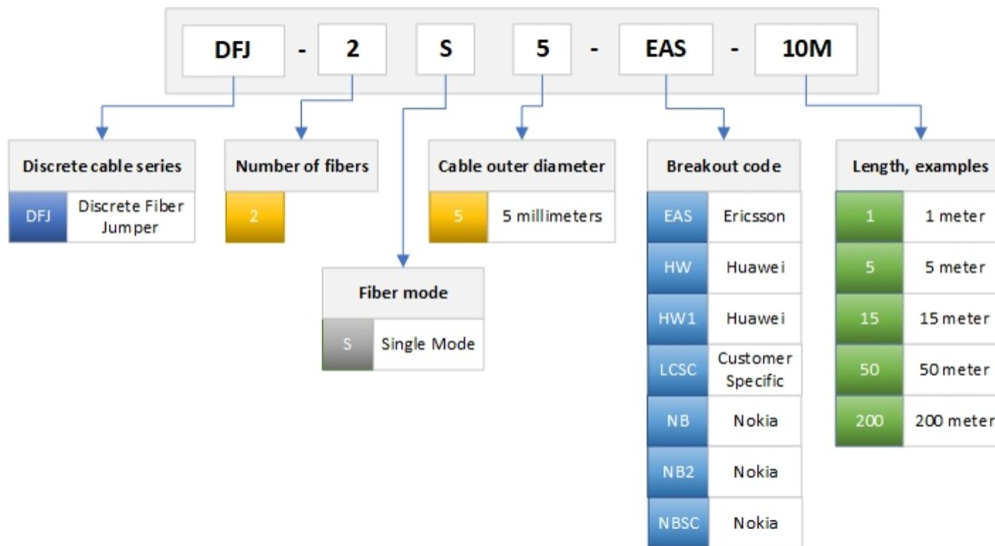 DFJ - 2 S 5 - EAS - 10M
Discrete cable series
DFJ Discrete Fiber
Jumper
Number of fibers
2
Fiber mode
S Single Mode
Cable outer diameter
5 5 millimeters
Breakout code
EAS Ericsson
HW Huawei
HW1 Huawei
LCSC Customer
Specific
NB Nokia
NB2 Nokia
NBSC Nokia
Length, examples
1 1 meter
5 5 meter
15 15 meter
50 50 meter
200 200 meter